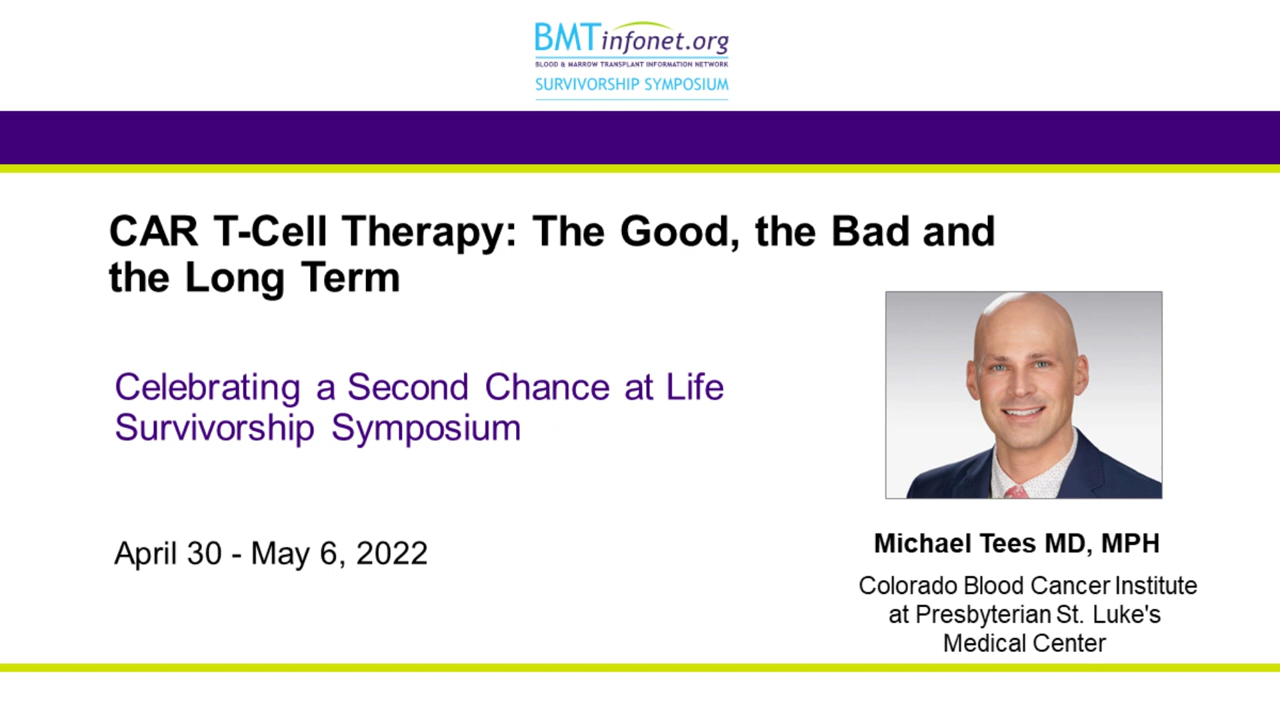 BMTinfonet.org
BLOOD & MARROW TRANSPLANT INFORMATION NETWORK
SURVIVORSHIP SYMPOSIUM
CAR T-Cell Therapy: The Good, the Bad and
the Long Term
Celebrating a Second Chance at Life
Survivorship Symposium
April 30 - May 6, 2022
Michael Tees MD, MPH
Colorado Blood Cancer Institute
at Presbyterian St. Luke's
Medical Center